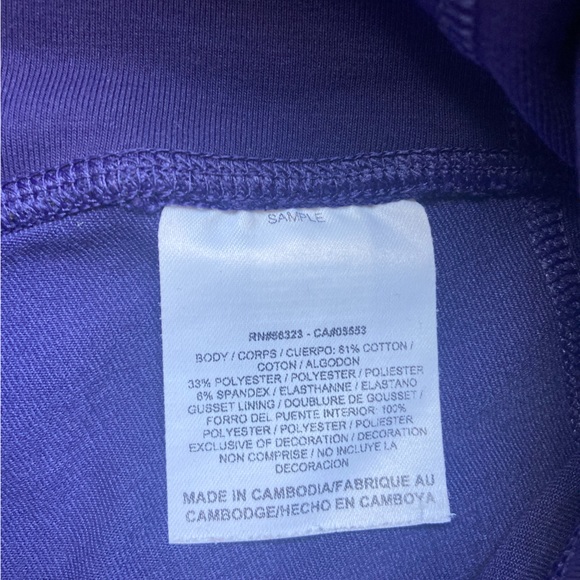 SAMPLE
RN#56323 - CA#05553
BODY / CORPS / CUERPO: 61% COTTON /
COTON / ALGODON
33% POLYESTER / POLYESTER / POLIESTER
6% SPANDEX / ELASTHANNE / ELASTANO
GUSSET LINING / DOUBLURE DE GOUSSET /
FORRO DEL PUENTE INTERIOR: 100%
POLYESTER / POLYESTER / POLIESTER
EXCLUSIVE OF DECORATION / DECORATION
NON COMPRISE / NO INCLUYE LA
DECORACION
MADE IN CAMBODIA/FABRIQUE AU
CAMBODGE/HECHO EN CAMBOYA